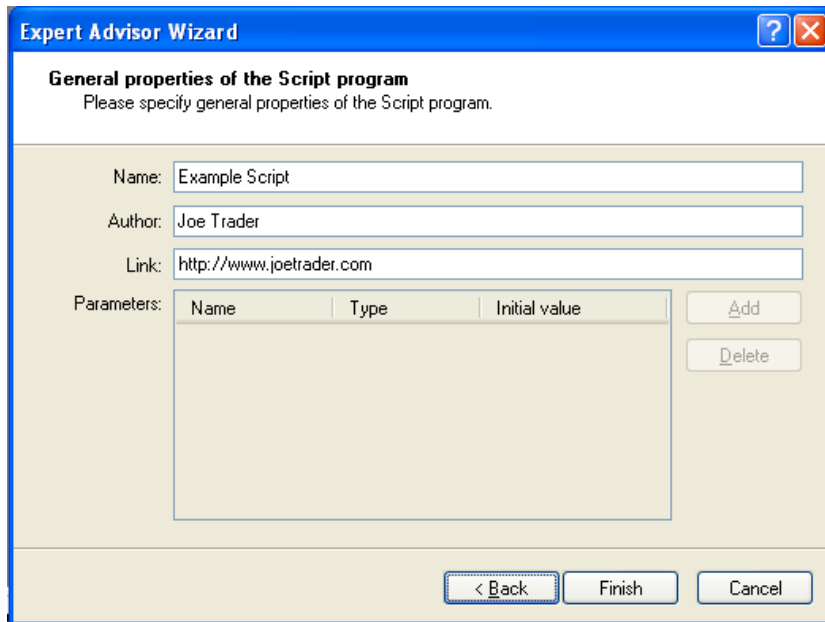 Expert Advisor Wizard
General properties of the Script program
Please specify general properties of the Script program.
Name: Example Script
Author: Joe Trader
Link: http://www.joetrader.com
Parameters: Name Type Initial value Add
Delete
< Back Finish Cancel